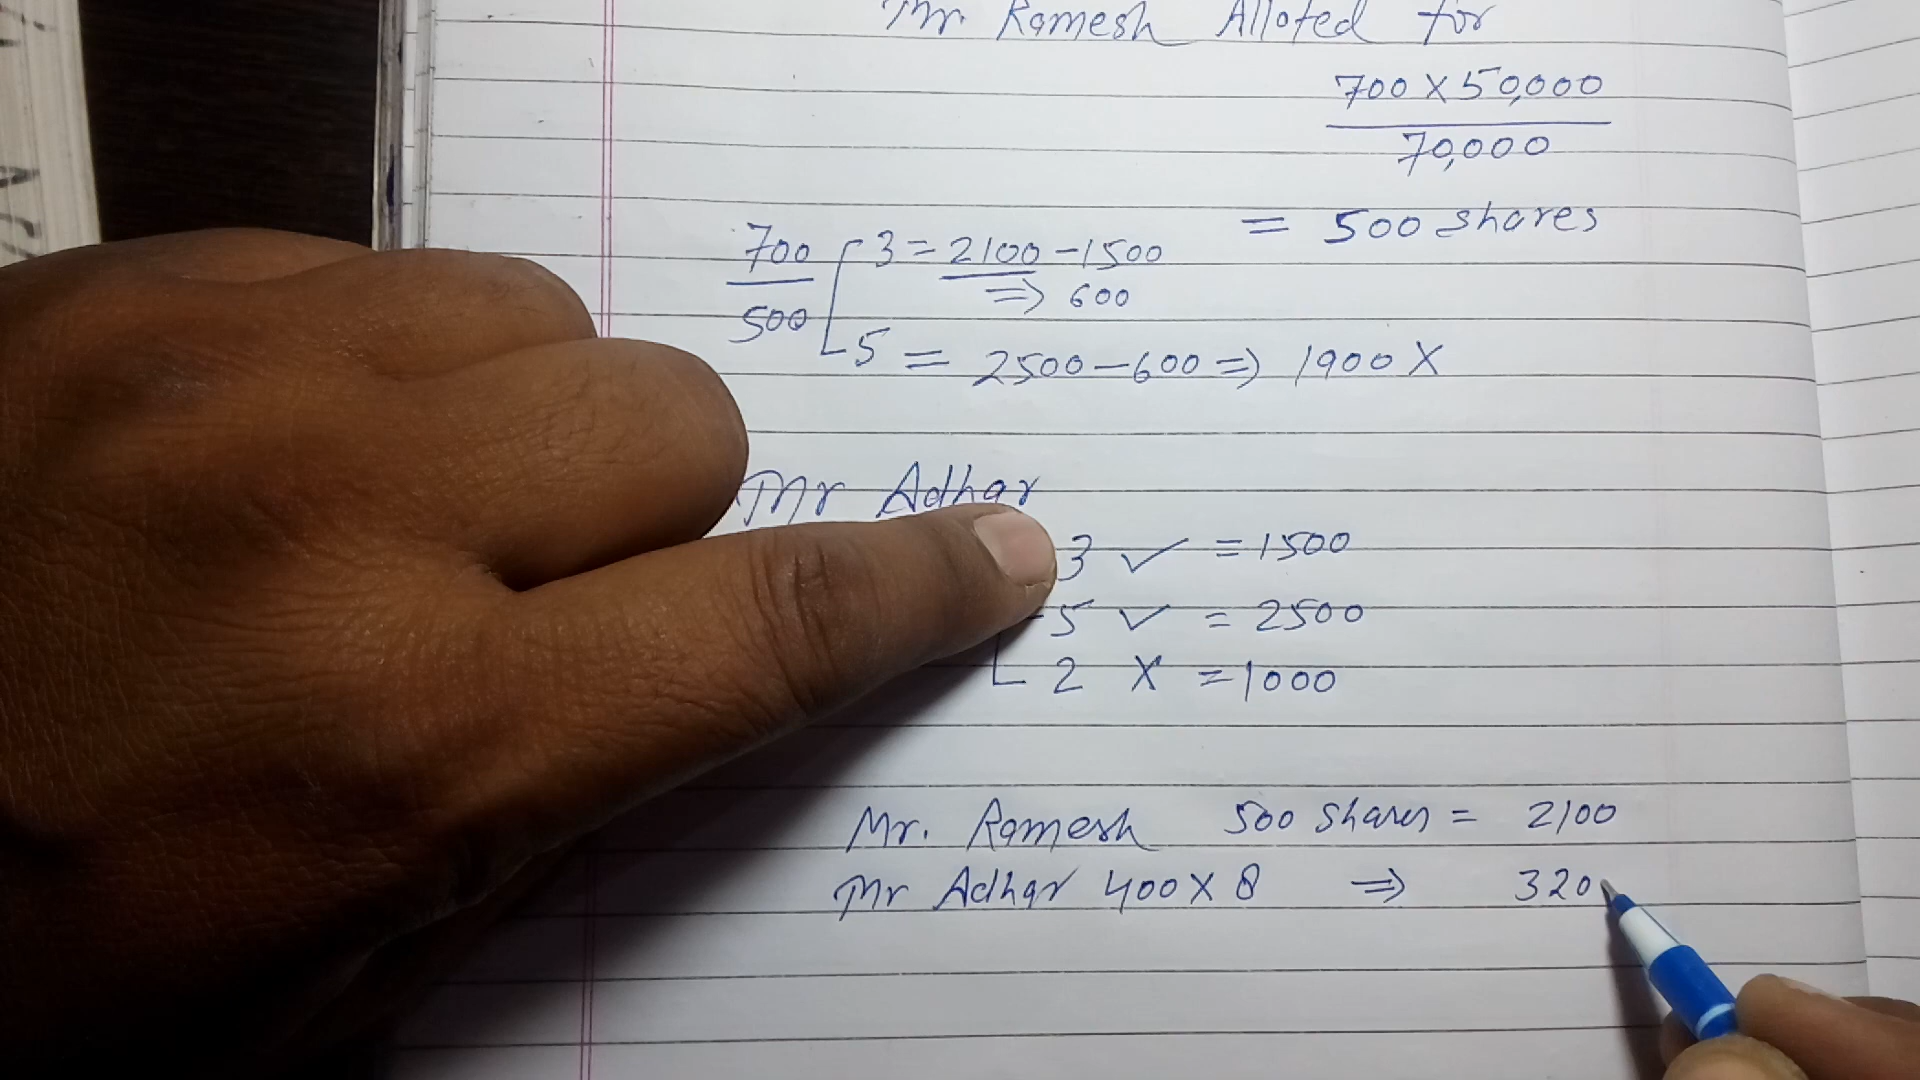 Mr Ramesh Alloted for
700 X 50,000
70,000
= 500 shares
700
500
3 = 2100 - 1500
⇒ 600
5 = 2500 - 600 ⇒ 1900 X
Mr Adhar
3 ✓ = 1500
5 ✓ = 2500
2 X = 1000
Mr. Ramesh 500 shares = 2100
Mr Adhar 400 X 8 ⇒ 320